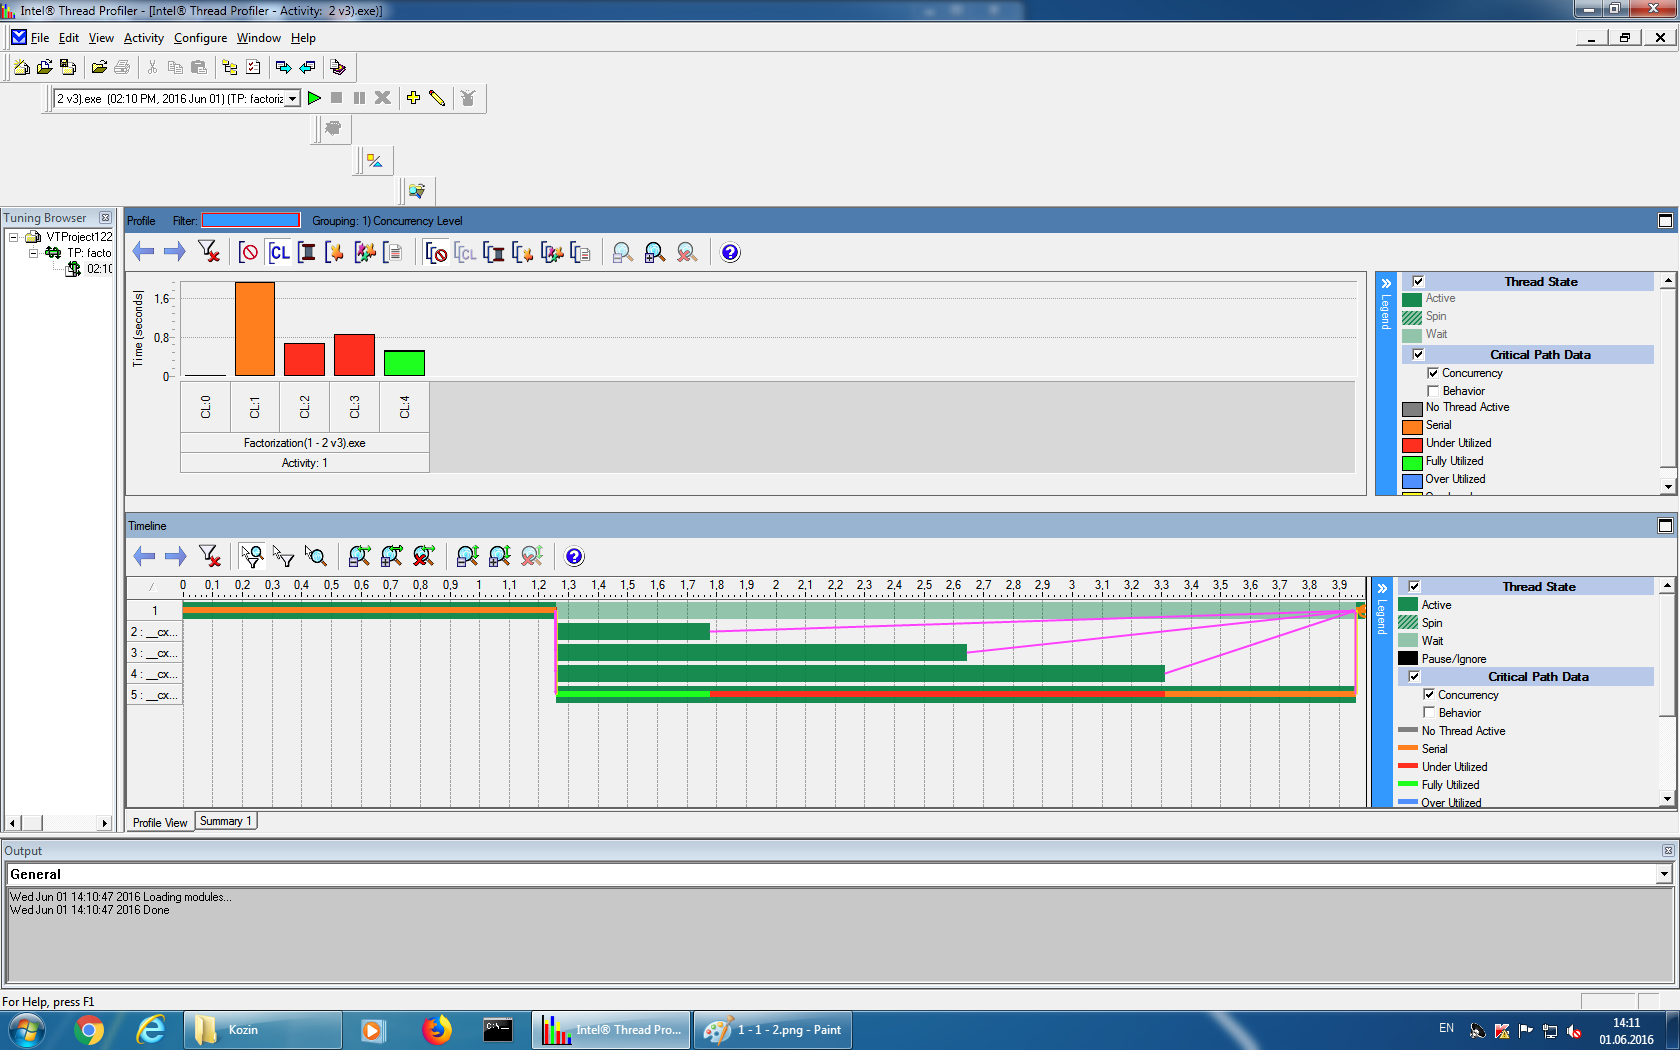 Intel® Thread Profiler - [Intel® Thread Profiler - Activity:  2 v3).exe)]
File Edit View Activity Configure Window Help
2 v3).exe  (02:10 PM, 2016 Jun 01) (TP: factoriz
Tuning Browser
VTProject122
TP: facto
02:10
Profile Filter: Grouping: 1) Concurrency Level
CL
CL
Time (seconds)
1,6
0,8
0
CL:0 CL:1 CL:2 CL:3 CL:4
Factorization(1 - 2 v3).exe
Activity: 1
Legend
Thread State
Active
Spin
Wait
Critical Path Data
Concurrency
Behavior
No Thread Active
Serial
Under Utilized
Fully Utilized
Over Utilized
Timeline
0 0,1 0,2 0,3 0,4 0,5 0,6 0,7 0,8 0,9 1 1,1 1,2 1,3 1,4 1,5 1,6 1,7 1,8 1,9 2 2,1 2,2 2,3 2,4 2,5 2,6 2,7 2,8 2,9 3 3,1 3,2 3,3 3,4 3,5 3,6 3,7 3,8 3,9
1
2 : __cx...
3 : __cx...
4 : __cx...
5 : __cx...
Legend
Thread State
Active
Spin
Wait
Pause/Ignore
Critical Path Data
Concurrency
Behavior
No Thread Active
Serial
Under Utilized
Fully Utilized
Over Utilized
Profile View Summary 1
Output
General
Wed Jun 01 14:10:47 2016 Loading modules...
Wed Jun 01 14:10:47 2016 Done
For Help, press F1
Kozin
C:\.
Intel® Thread Pro...
1 - 1 - 2.png - Paint
EN
14:11
01.06.2016